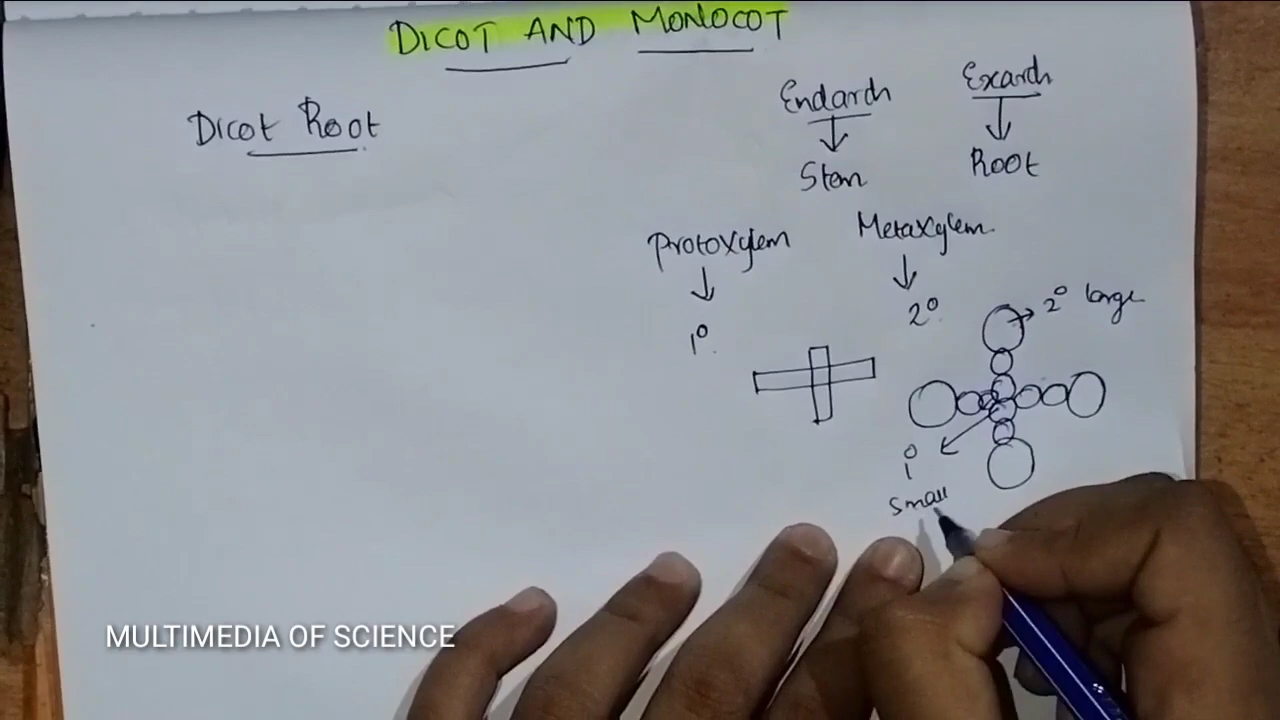 DICOT AND MONOCOT
Dicot Root
Endarch Exarch
Stem Root
Protoxylem Metaxylem.
1° 2°
2° large
1°
Small
MULTIMEDIA OF SCIENCE